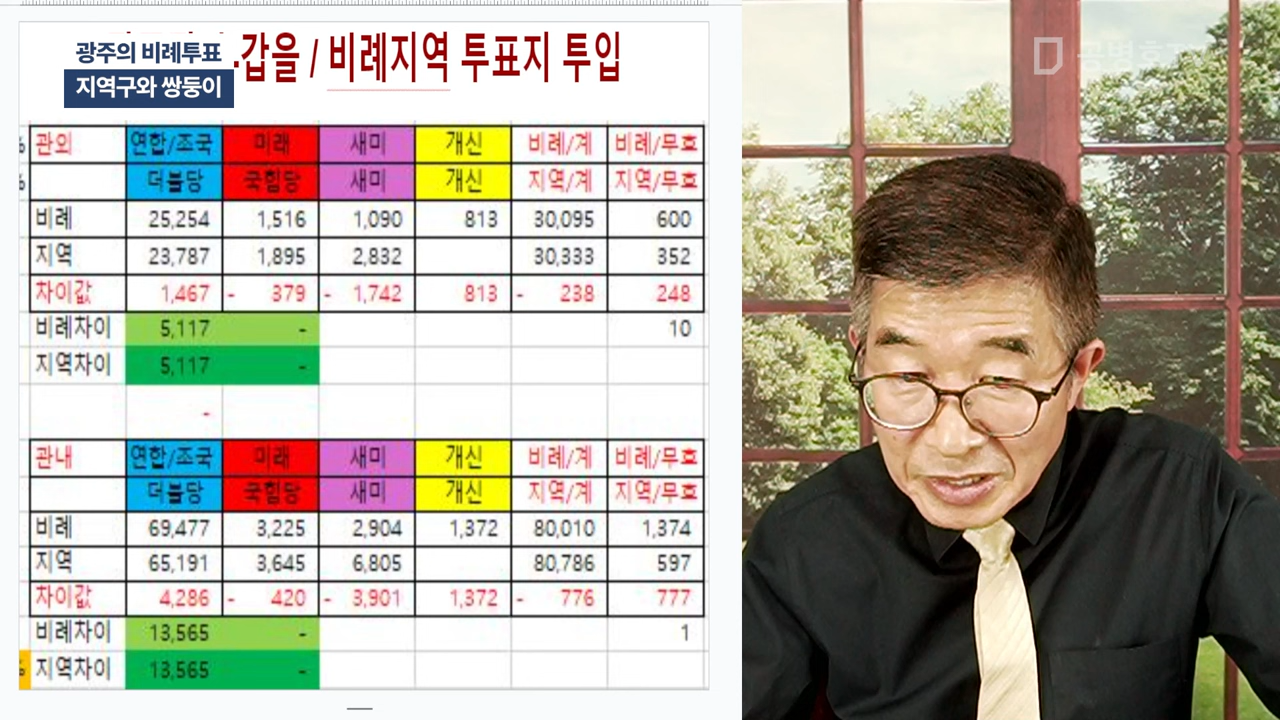 광주의 비례투표
지역구와 쌍둥이
갑을 / 비례지역 투표지 투입
% 관외 연합/조국 미래 새미 개신 비례/계 비례/무효
% 더불당 국힘당 새미 개신 지역/계 지역/무효
비례 25,254 1,516 1,090 813 30,095 600
지역 23,787 1,895 2,832 30,333 352
차이값 1,467 - 379 - 1,742 813 - 238 248
비례차이 5,117 - 10
지역차이 5,117 -
-
관내 연합/조국 미래 새미 개신 비례/계 비례/무효
더불당 국힘당 새미 개신 지역/계 지역/무효
비례 69,477 3,225 2,904 1,372 80,010 1,374
지역 65,191 3,645 6,805 80,786 597
차이값 4,286 - 420 - 3,901 1,372 - 776 777
비례차이 13,565 - 1
% 지역차이 13,565 -
공병호